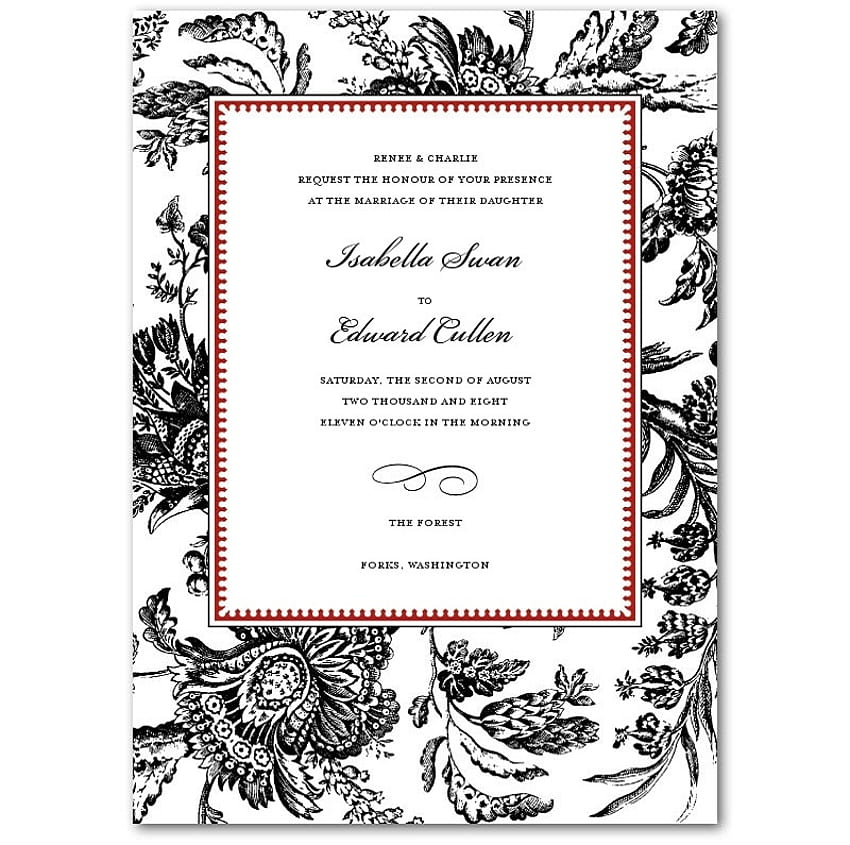 RENEE & CHARLIE
REQUEST THE HONOUR OF YOUR PRESENCE
AT THE MARRIAGE OF THEIR DAUGHTER
Isabella Swan
TO
Edward Cullen
SATURDAY, THE SECOND OF AUGUST
TWO THOUSAND AND EIGHT
ELEVEN O'CLOCK IN THE MORNING
THE FOREST
FORKS, WASHINGTON